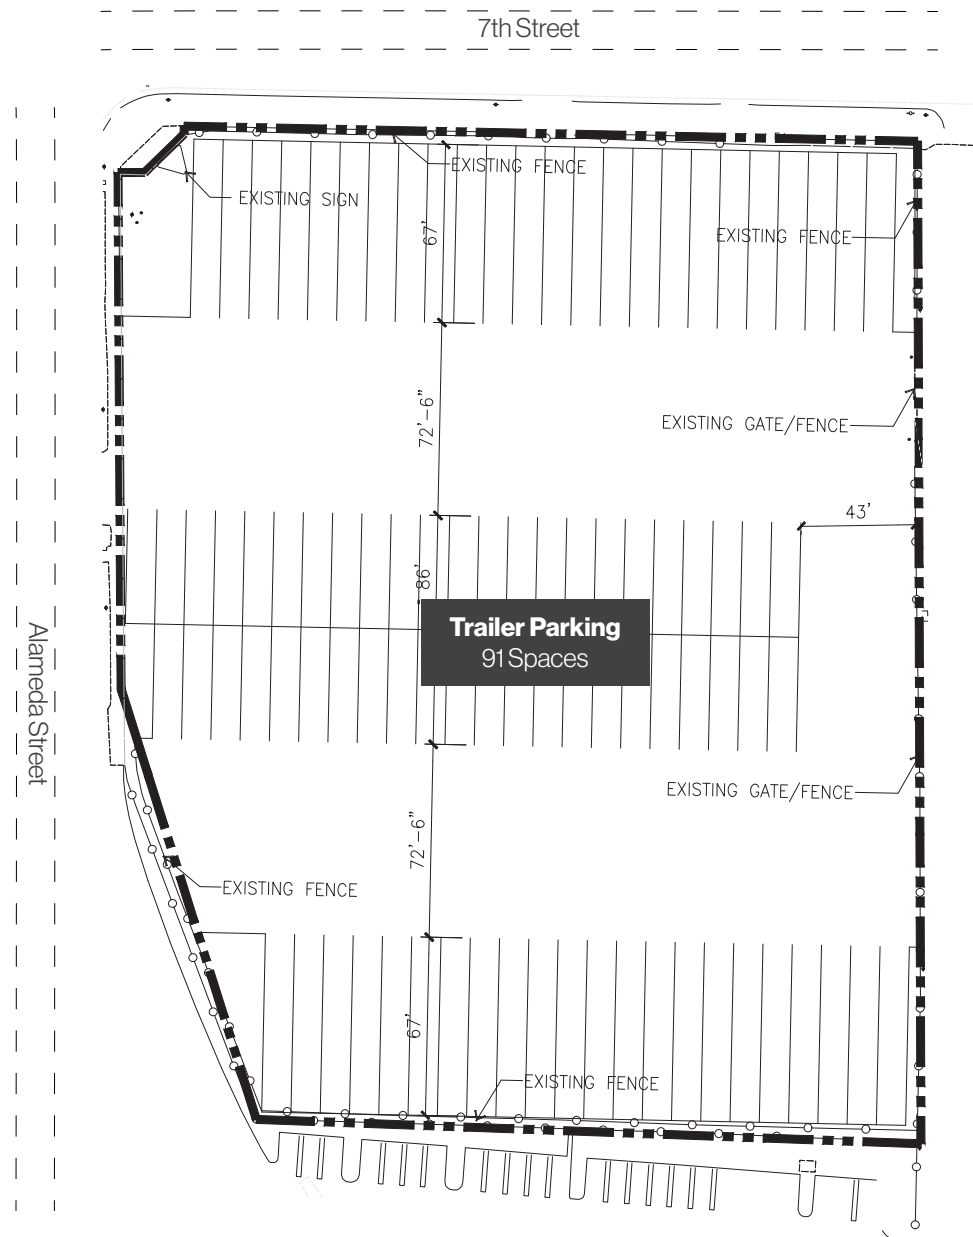 7th Street
EXISTING FENCE
EXISTING SIGN
67'
EXISTING FENCE
72'-6"
EXISTING GATE/FENCE
43'
86'
Trailer Parking
91 Spaces
Alameda Street
EXISTING GATE/FENCE
72'-6"
EXISTING FENCE
67'
EXISTING FENCE